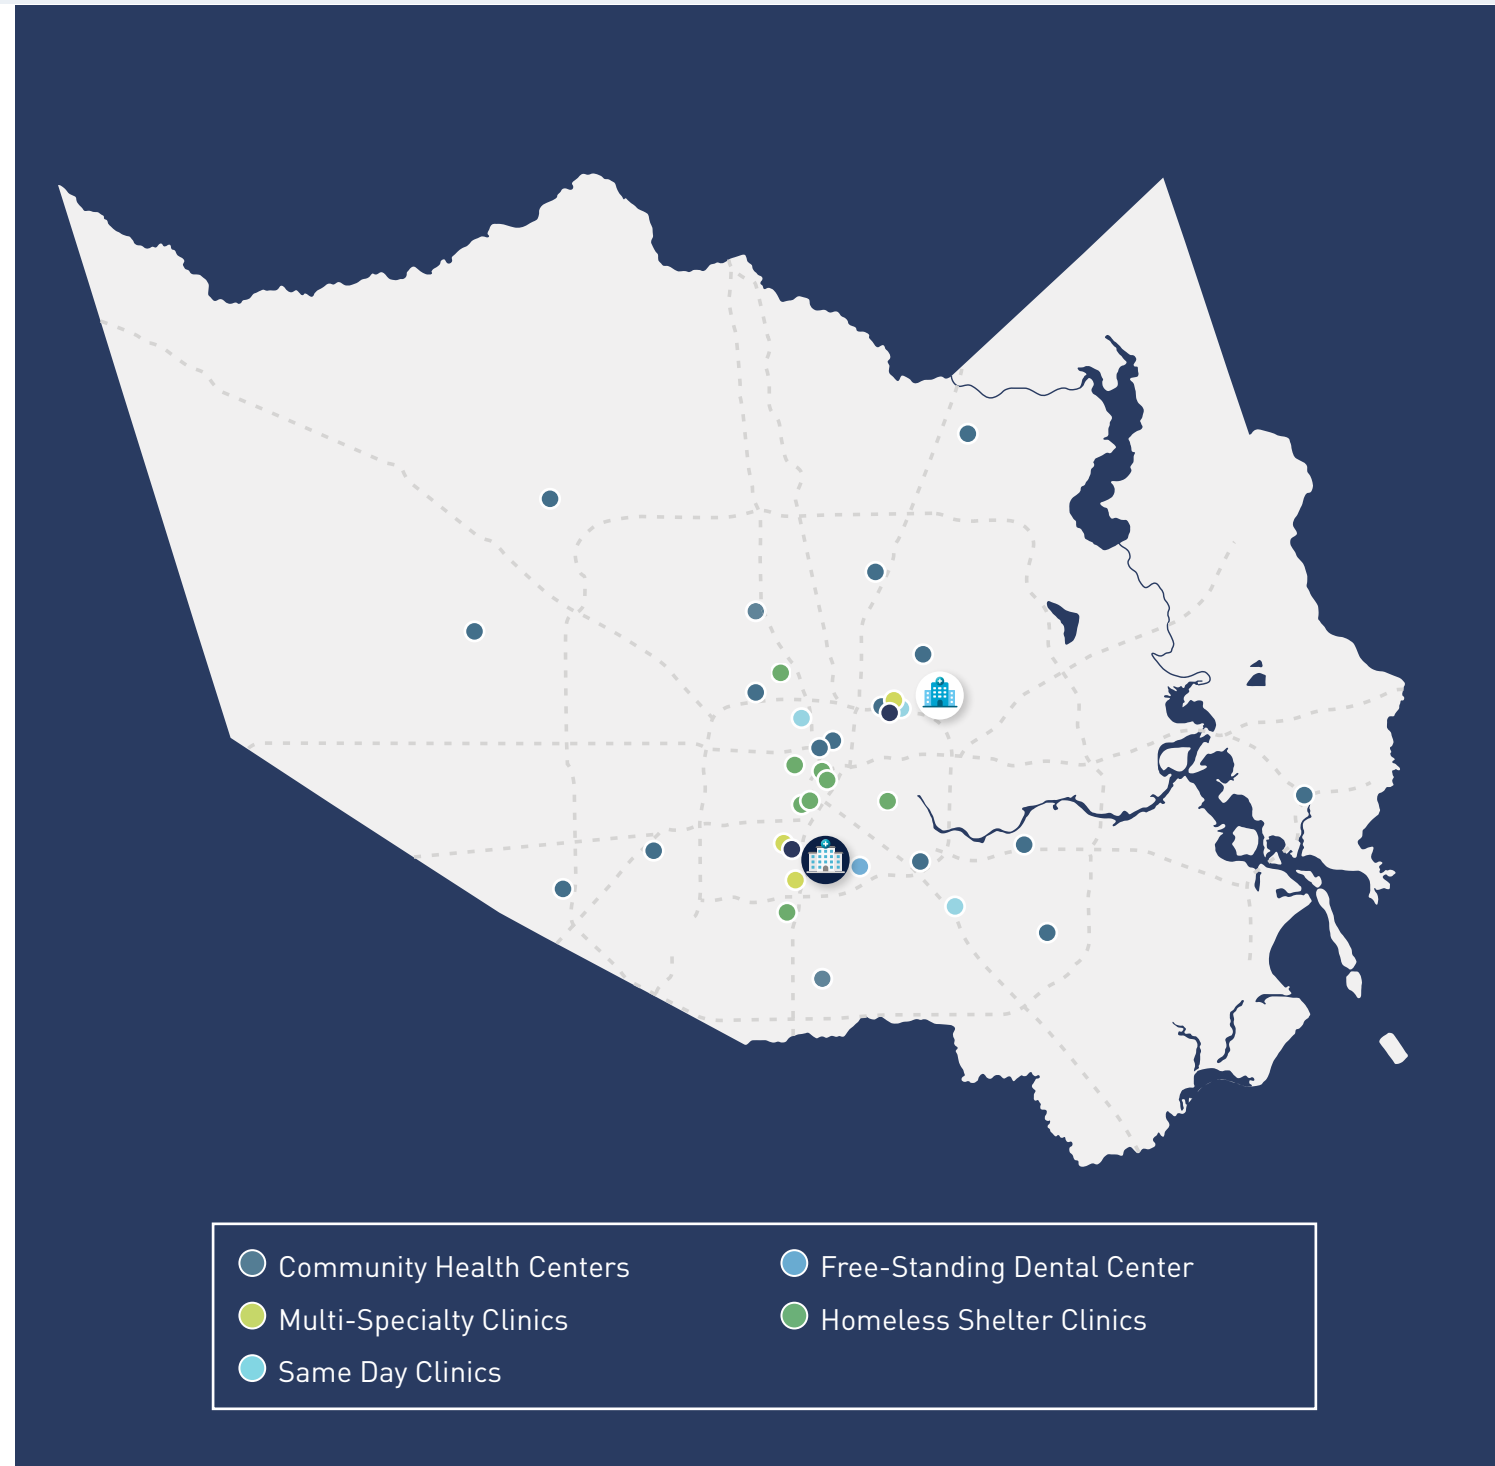 Community Health Centers
Multi-Specialty Clinics
Same Day Clinics
Free-Standing Dental Center
Homeless Shelter Clinics